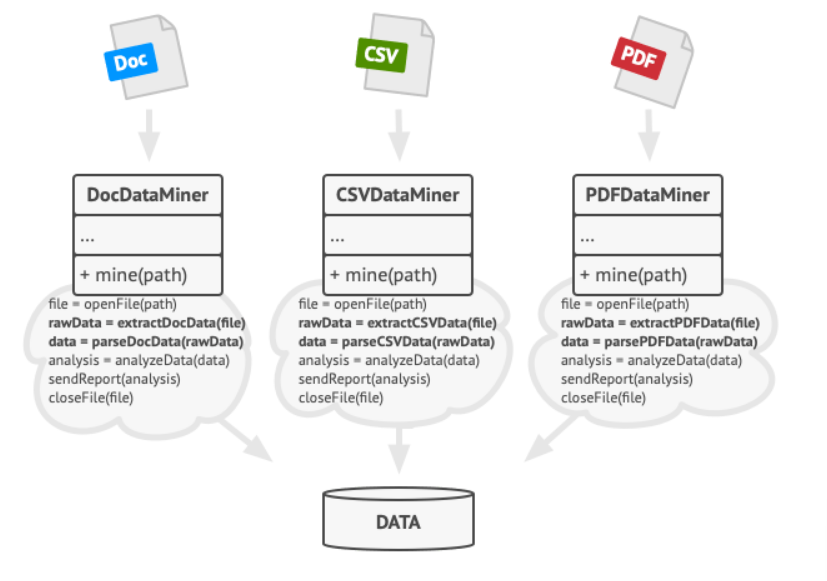 Doc
CSV
PDF
DocDataMiner
...
+ mine(path)
file = openFile(path)
rawData = extractDocData(file)
data = parseDocData(rawData)
analysis = analyzeData(data)
sendReport(analysis)
closeFile(file)
CSVDataMiner
...
+ mine(path)
file = openFile(path)
rawData = extractCSVData(file)
data = parseCSVData(rawData)
analysis = analyzeData(data)
sendReport(analysis)
closeFile(file)
PDFDataMiner
...
+ mine(path)
file = openFile(path)
rawData = extractPDFData(file)
data = parsePDFData(rawData)
analysis = analyzeData(data)
sendReport(analysis)
closeFile(file)
DATA